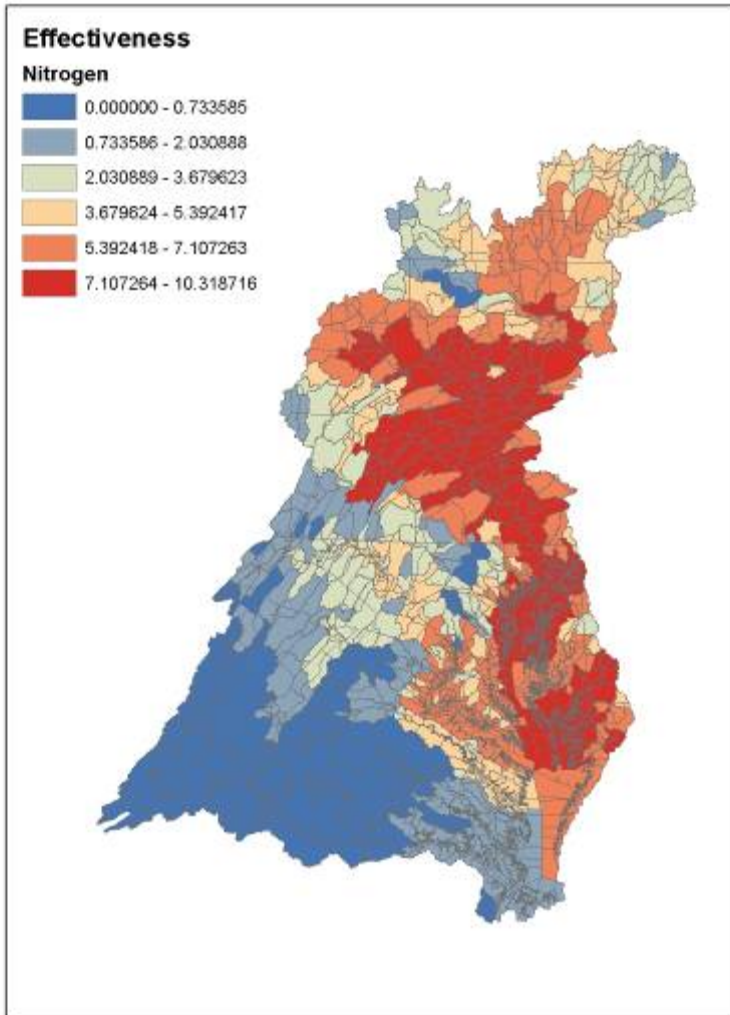 Effectiveness
Nitrogen
0.000000 - 0.733585
0.733586 - 2.030888
2.030889 - 3.679623
3.679624 - 5.392417
5.392418 - 7.107263
7.107264 - 10.318716